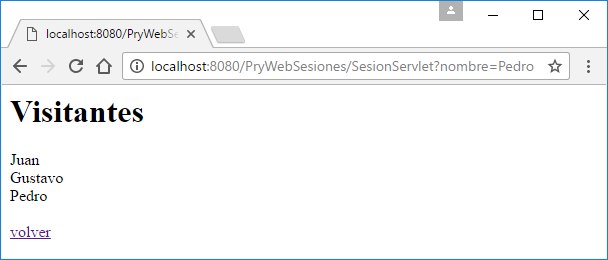 localhost:8080/PryWebSe
localhost:8080/PryWebSesiones/SesionServlet?nombre=Pedro
Visitantes
Juan
Gustavo
Pedro
volver